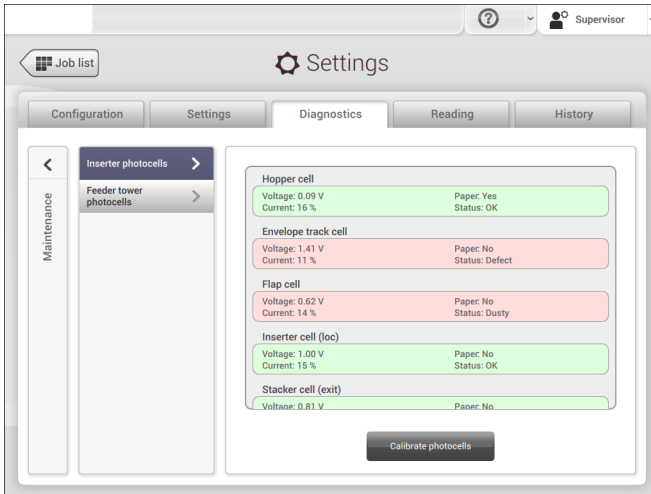 ?
Supervisor
Job list
Settings
Configuration
Settings
Diagnostics
Reading
History
Maintenance
Inserter photocells
Feeder tower
photocells
Hopper cell
Voltage: 0.09 V Paper: Yes
Current: 16 % Status: OK
Envelope track cell
Voltage: 1.41 V Paper: No
Current: 11 % Status: Defect
Flap cell
Voltage: 0.62 V Paper: No
Current: 14 % Status: Dusty
Inserter cell (loc)
Voltage: 1.00 V Paper: No
Current: 15 % Status: OK
Stacker cell (exit)
Voltage: 0.81 V Paper: No
Calibrate photocells